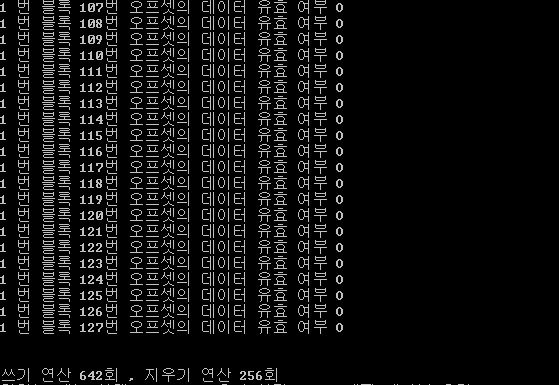 1 번 블록 107번 오프셋의 데이터 유효 여부 0
1 번 블록 108번 오프셋의 데이터 유효 여부 0
1 번 블록 109번 오프셋의 데이터 유효 여부 0
1 번 블록 110번 오프셋의 데이터 유효 여부 0
1 번 블록 111번 오프셋의 데이터 유효 여부 0
1 번 블록 112번 오프셋의 데이터 유효 여부 0
1 번 블록 113번 오프셋의 데이터 유효 여부 0
1 번 블록 114번 오프셋의 데이터 유효 여부 0
1 번 블록 115번 오프셋의 데이터 유효 여부 0
1 번 블록 116번 오프셋의 데이터 유효 여부 0
1 번 블록 117번 오프셋의 데이터 유효 여부 0
1 번 블록 118번 오프셋의 데이터 유효 여부 0
1 번 블록 119번 오프셋의 데이터 유효 여부 0
1 번 블록 120번 오프셋의 데이터 유효 여부 0
1 번 블록 121번 오프셋의 데이터 유효 여부 0
1 번 블록 122번 오프셋의 데이터 유효 여부 0
1 번 블록 123번 오프셋의 데이터 유효 여부 0
1 번 블록 124번 오프셋의 데이터 유효 여부 0
1 번 블록 125번 오프셋의 데이터 유효 여부 0
1 번 블록 126번 오프셋의 데이터 유효 여부 0
1 번 블록 127번 오프셋의 데이터 유효 여부 0
쓰기 연산 642회 , 지우기 연산 256회